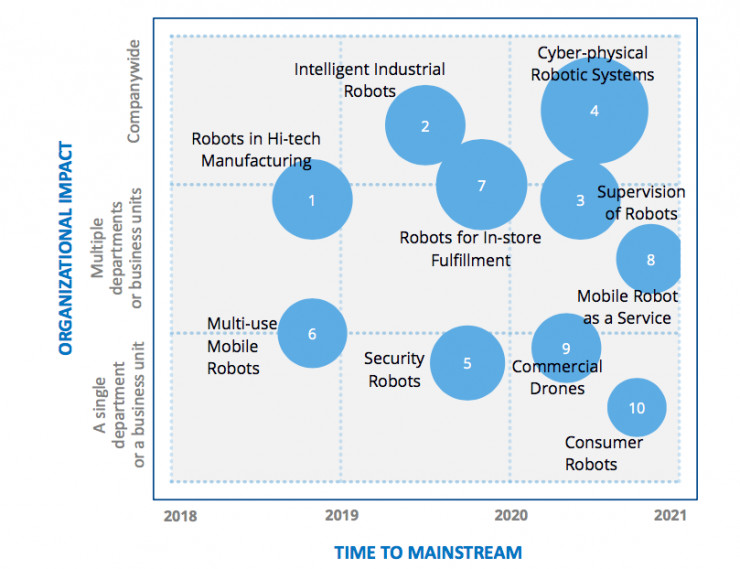 Cyber-physical
Robotic Systems
4
Intelligent Industrial
Robots
2
Robots in Hi-tech
Manufacturing
1
7
Robots for In-store
Fulfillment
3
Supervision
of Robots
8
Mobile Robot
as a Service
Multi-use
Mobile
Robots
6
Security
Robots
5
9
Commercial
Drones
10
Consumer
Robots
ORGANIZATIONAL IMPACT
Companywide
Multiple
departments
or business units
A single
department
or a business unit
2018
2019
2020
2021
TIME TO MAINSTREAM